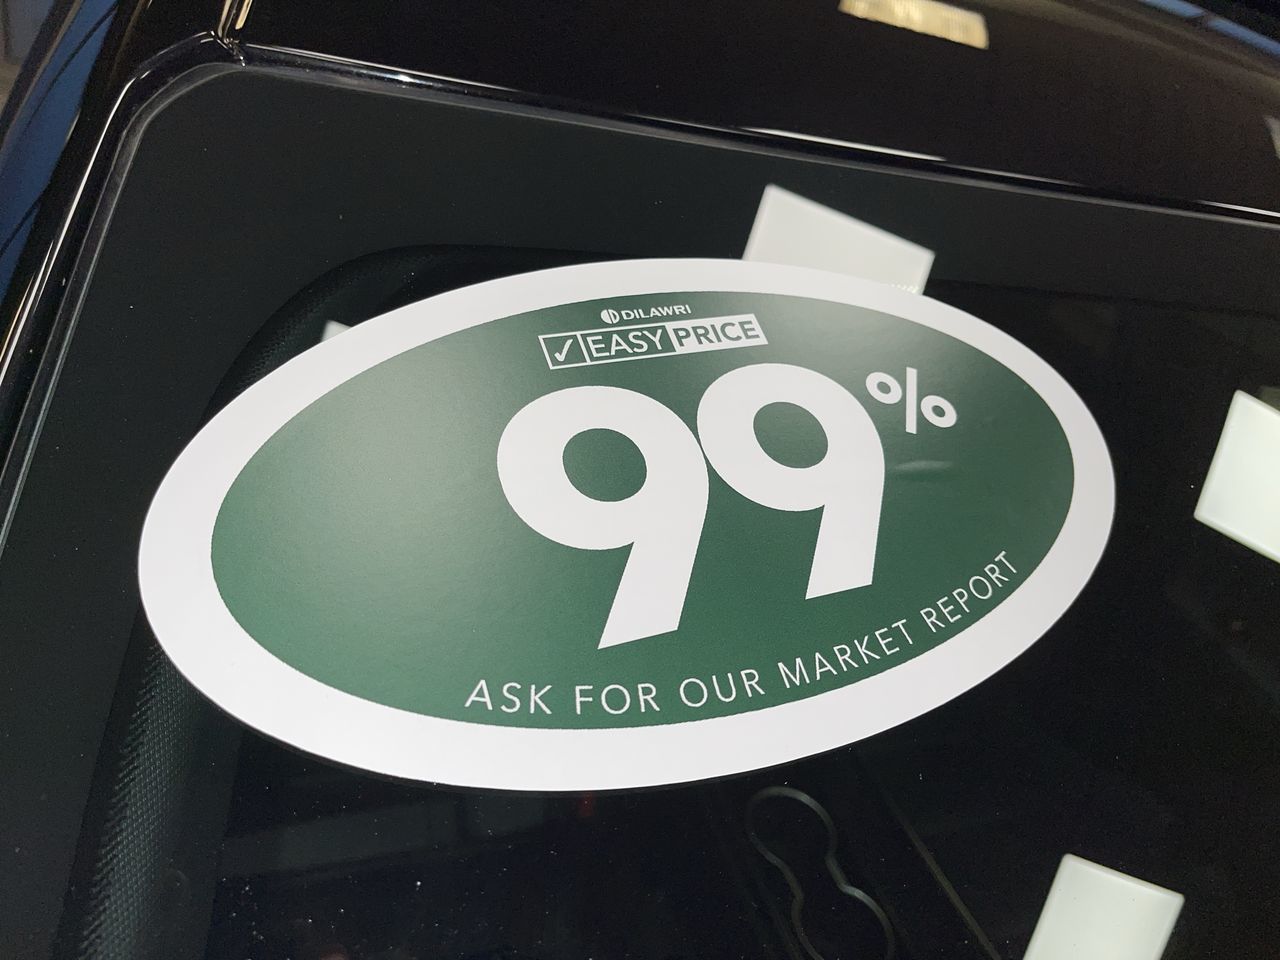 DILAWRI
✓ EASY PRICE
99%
ASK FOR OUR MARKET REPORT